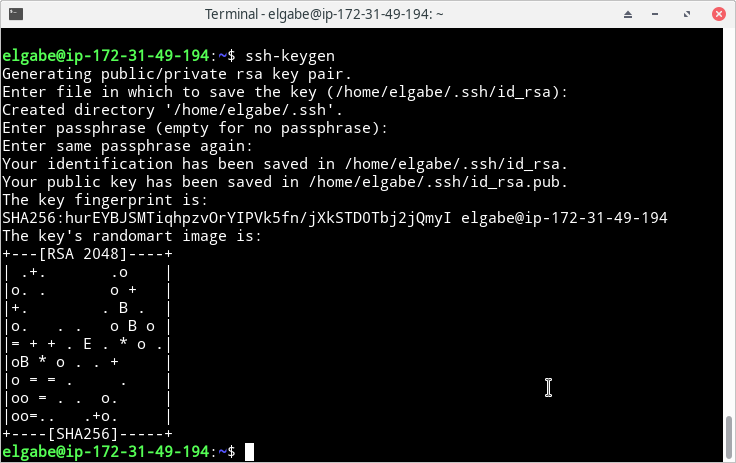 Terminal - elgabe@ip-172-31-49-194: ~
elgabe@ip-172-31-49-194:~$ ssh-keygen
Generating public/private rsa key pair.
Enter file in which to save the key (/home/elgabe/.ssh/id_rsa):
Created directory '/home/elgabe/.ssh'.
Enter passphrase (empty for no passphrase):
Enter same passphrase again:
Your identification has been saved in /home/elgabe/.ssh/id_rsa.
Your public key has been saved in /home/elgabe/.ssh/id_rsa.pub.
The key fingerprint is:
SHA256:hurEYBJSMTiqhpzvOrYIPVk5fn/jXkSTD0Tbj2jQmyI elgabe@ip-172-31-49-194
The key's randomart image is:
+---[RSA 2048]----+
| .+.       .o    |
|o. .       o +   |
|+.        . B .  |
|o.   . .   o B o |
|= + + . E . * o .|
|oB * o . . +     |
|o = = .     .    |
|oo = . .  o.     |
|oo=..   .+o.     |
+----[SHA256]-----+
elgabe@ip-172-31-49-194:~$